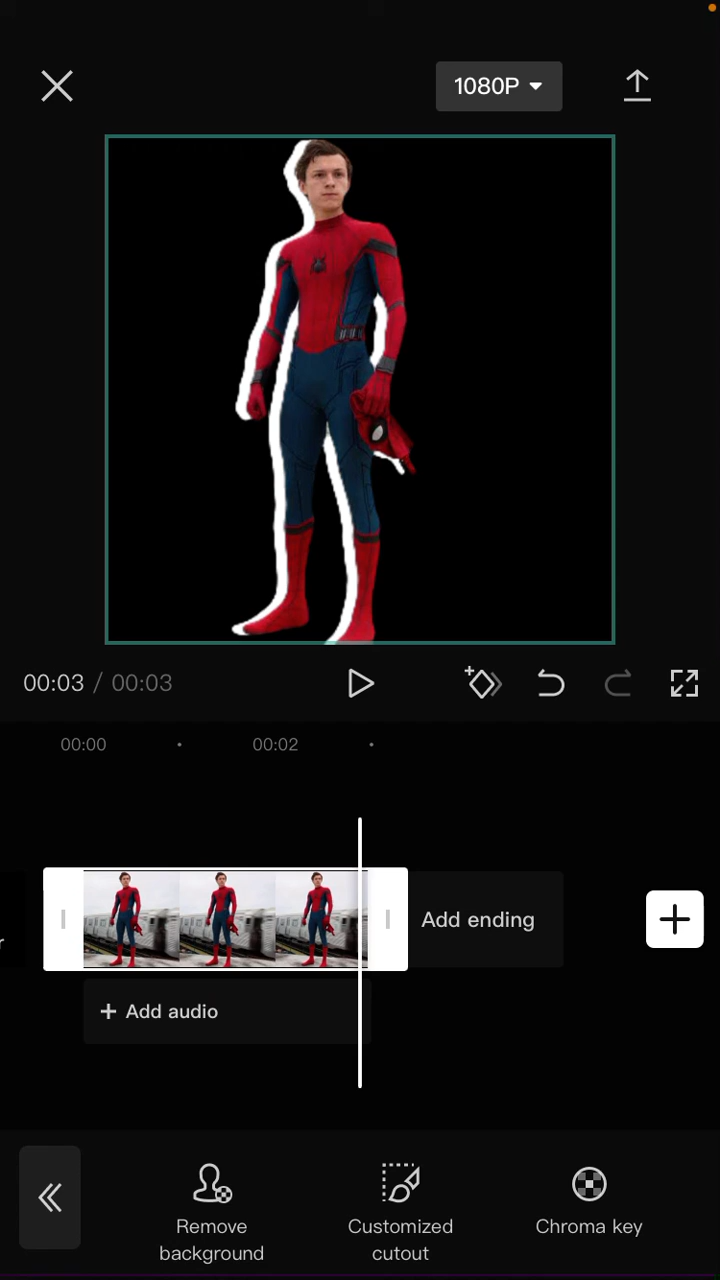 1080P
00:03 / 00:03
00:00
00:02
r
Add ending
+ Add audio
Remove
background
Customized
cutout
Chroma key